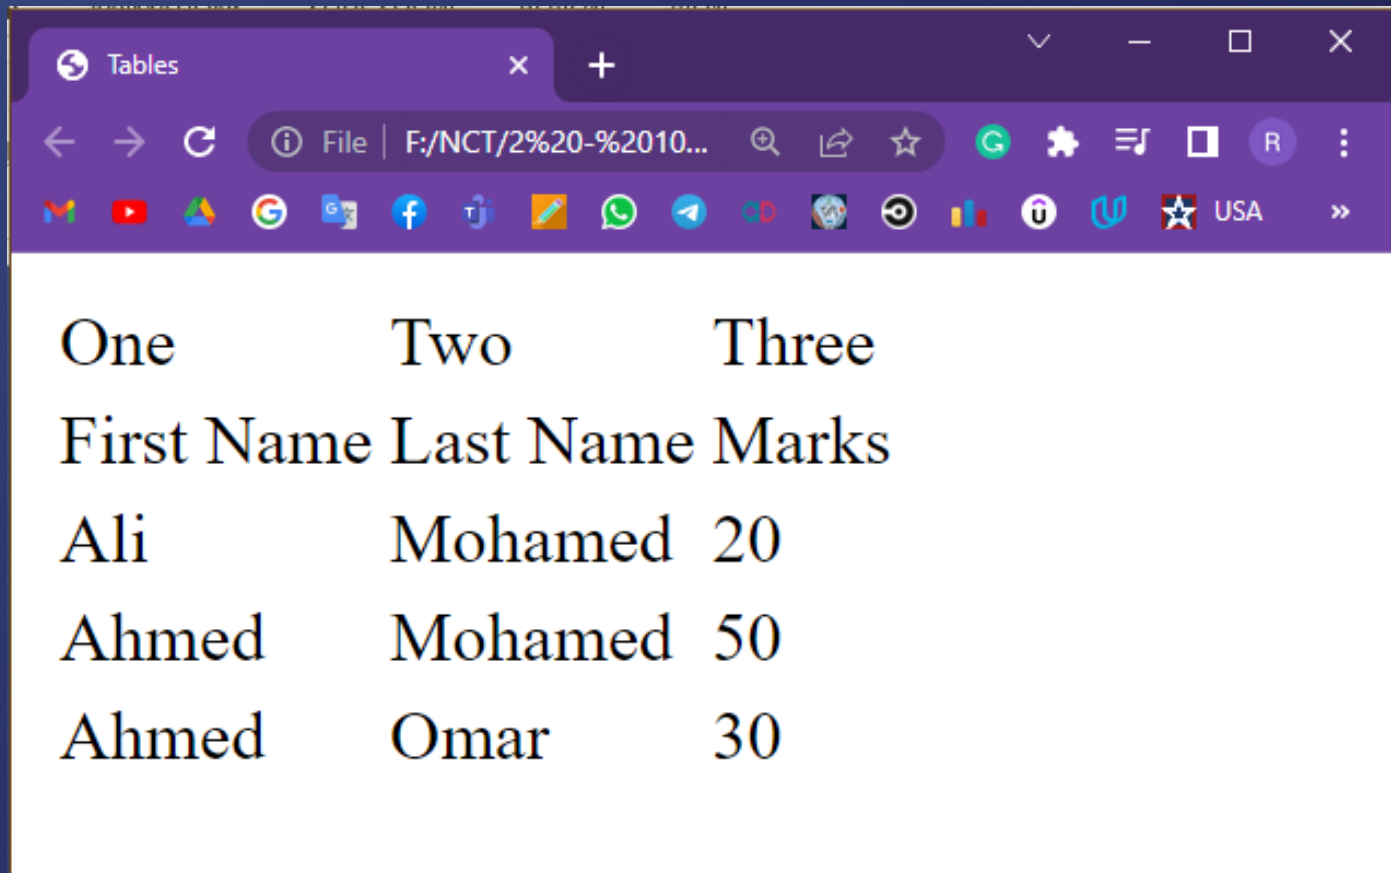 Tables
File F:/NCT/2%20-%2010...
R
USA
One Two Three
First Name Last Name Marks
Ali Mohamed 20
Ahmed Mohamed 50
Ahmed Omar 30